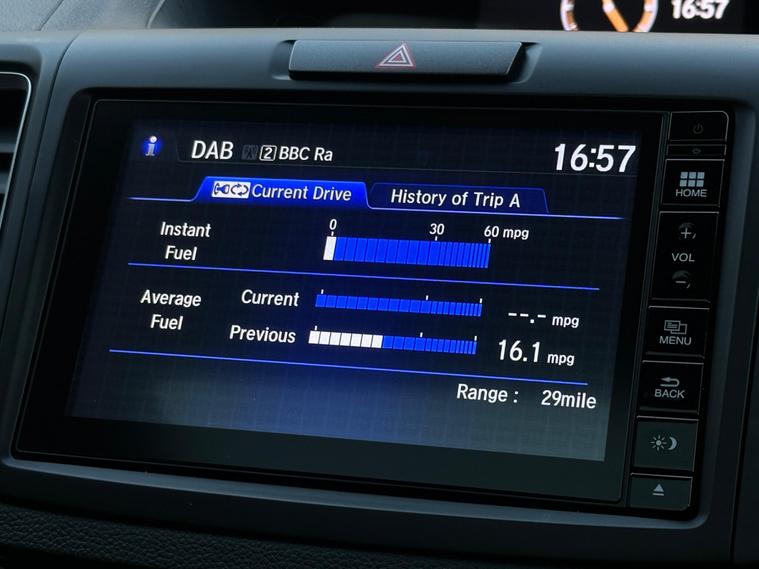 16:57
DAB 2 BBC Ra 16:57
Current Drive History of Trip A
Instant Fuel 0 30 60 mpg
Average Fuel
Current --.- mpg
Previous 16.1 mpg
Range : 29mile
HOME
+
VOL
−
MENU
BACK